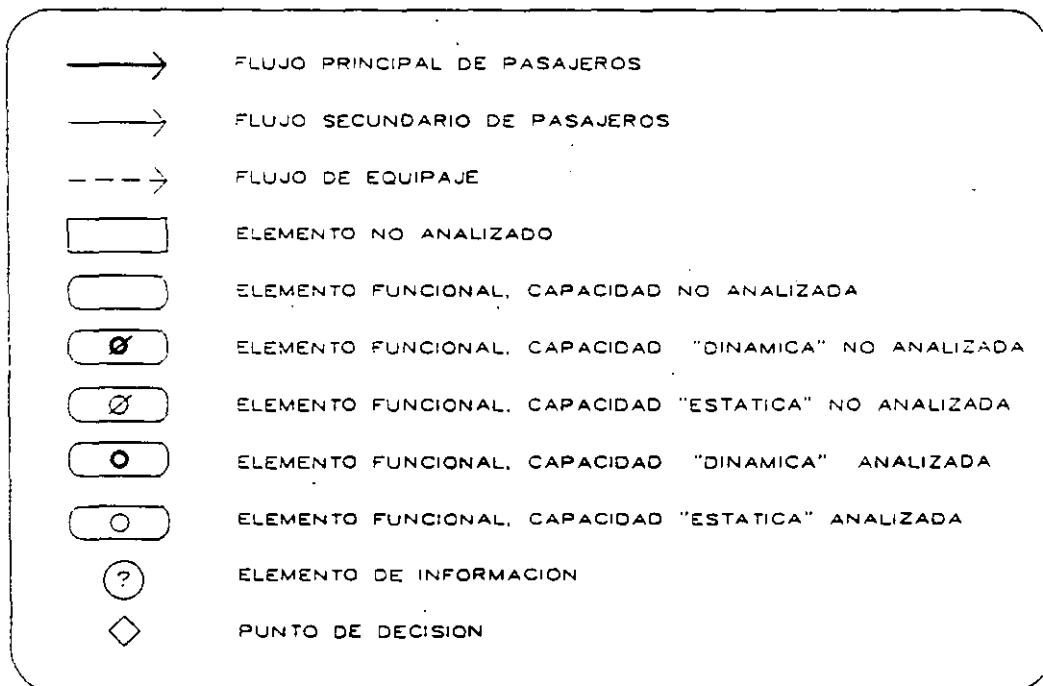 FLUJO PRINCIPAL DE PASAJEROS
FLUJO SECUNDARIO DE PASAJEROS
FLUJO DE EQUIPAJE
ELEMENTO NO ANALIZADO
ELEMENTO FUNCIONAL, CAPACIDAD NO ANALIZADA
ELEMENTO FUNCIONAL, CAPACIDAD "DINAMICA" NO ANALIZADA
ELEMENTO FUNCIONAL, CAPACIDAD "ESTATICA" NO ANALIZADA
ELEMENTO FUNCIONAL, CAPACIDAD "DINAMICA" ANALIZADA
ELEMENTO FUNCIONAL, CAPACIDAD "ESTATICA" ANALIZADA
? ELEMENTO DE INFORMACION
PUNTO DE DECISION